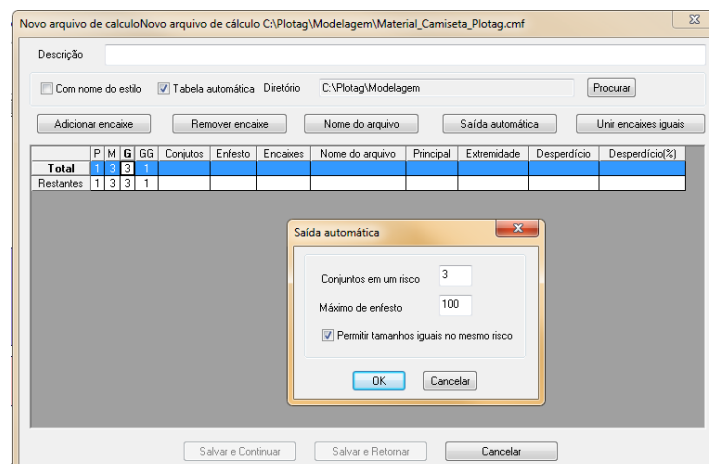 Novo arquivo de calculoNovo arquivo de cálculo C:\Plotag\Modelagem\Material_Camiseta_Plotag.cmf
Descrição
Com nome do estilo Tabela automática Diretório C:\Plotag\Modelagem Procurar
Adicionar encaixe Remover encaixe Nome do arquivo Saída automática Unir encaixes iguais
P M G GG Conjutos Enfesto Encaixes Nome do arquivo Principal Extremidade Desperdício Desperdício(%)
Total 1 3 3 1
Restantes 1 3 3 1
Saída automática
Conjuntos em um risco 3
Máximo de enfesto 100
Permitir tamanhos iguais no mesmo risco
OK Cancelar
Salvar e Continuar Salvar e Retornar Cancelar